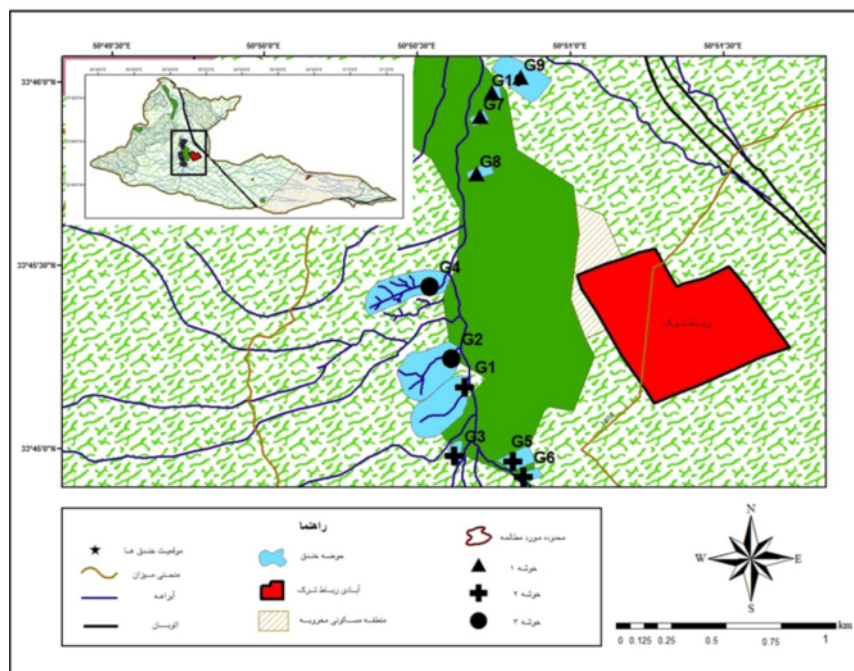 50°49'30"E 50°50'0"E 50°50'30"E 50°51'0"E 50°51'30"E
33°46'0"N
33°45'30"N
33°45'0"N
G9
G1
G7
G8
G4
G2
G1
G3
G5
G6
رباط ترک
راهنما
محدوده مورد مطالعه
خوشه ۱
خوشه ۲
خوشه ۳
حوضه خندق
آبادی رباط ترک
منطقه مسکونی مخروبه
موقعیت خندق ها
منحنی میزان
آبراهه
اتوبان
N
W E
S
km
0 0.125 0.25 0.5 0.75 1